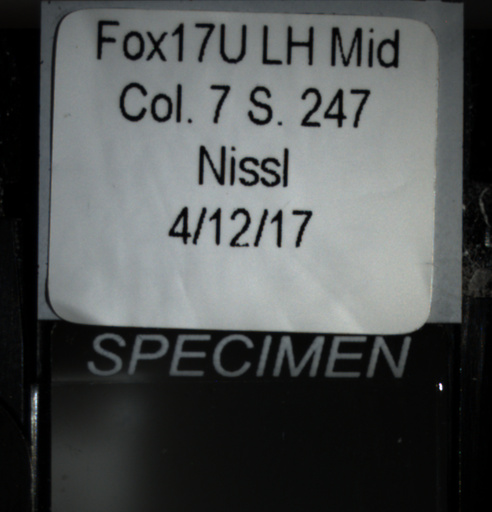 Fox17U LH Mid
Col. 7 S. 247
Nissl
4/12/17
SPECIMEN